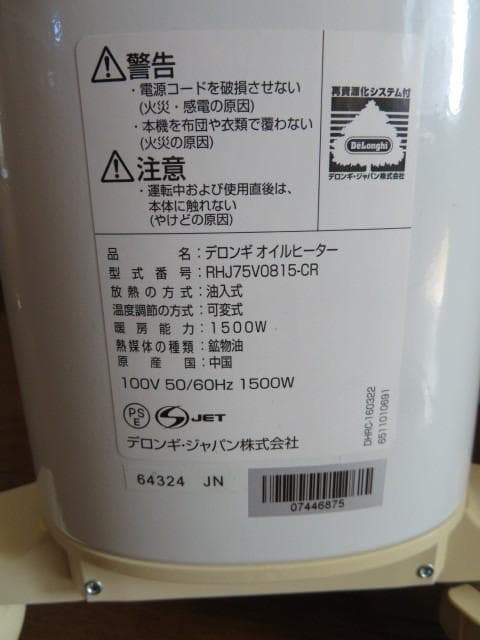 警告
・電源コードを破損させない
(火災・感電の原因)
・本機を布団や衣類で覆わない
(火災の原因)
注意
・運転中および使用直後は、
本体に触れない
(やけどの原因)
再資源化システム付
DeLonghi
デロンギ・ジャパン株式会社
品名:デロンギ オイルヒーター
型式番号:RHJ75V0815-CR
放熱の方式:油入式
温度調節の方式:可変式
暖房能力:1500W
熱媒体の種類:鉱物油
原産国:中国
100V 50/60Hz 1500W
PS
E
JET
デロンギ・ジャパン株式会社
DHRC-160322
6511010691
64324 JN
07446875